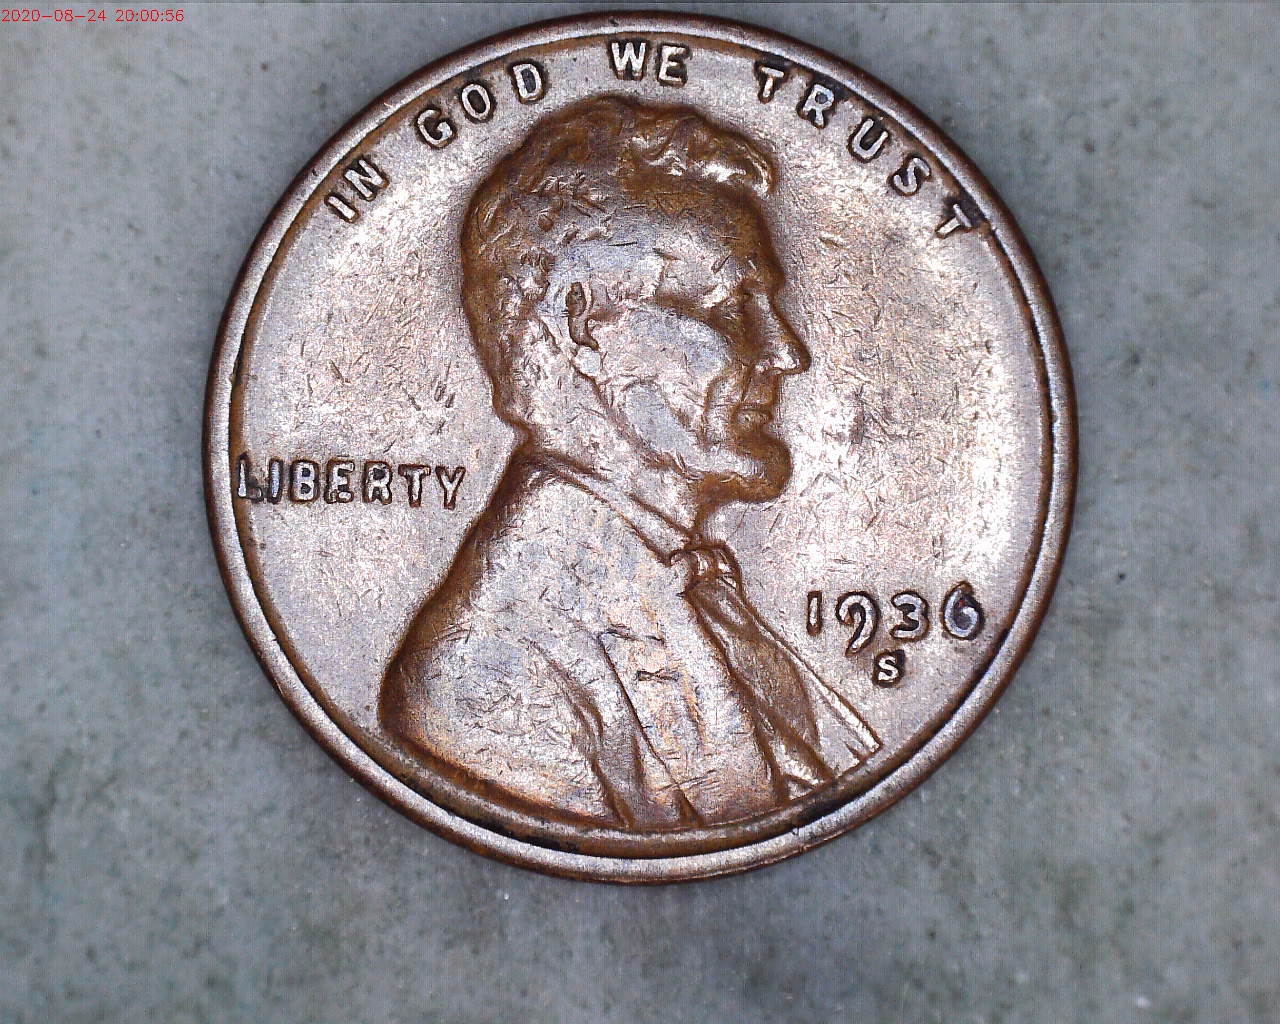 2020-08-24 20:00:56
IN GOD WE TRUST
LIBERTY
1936
S